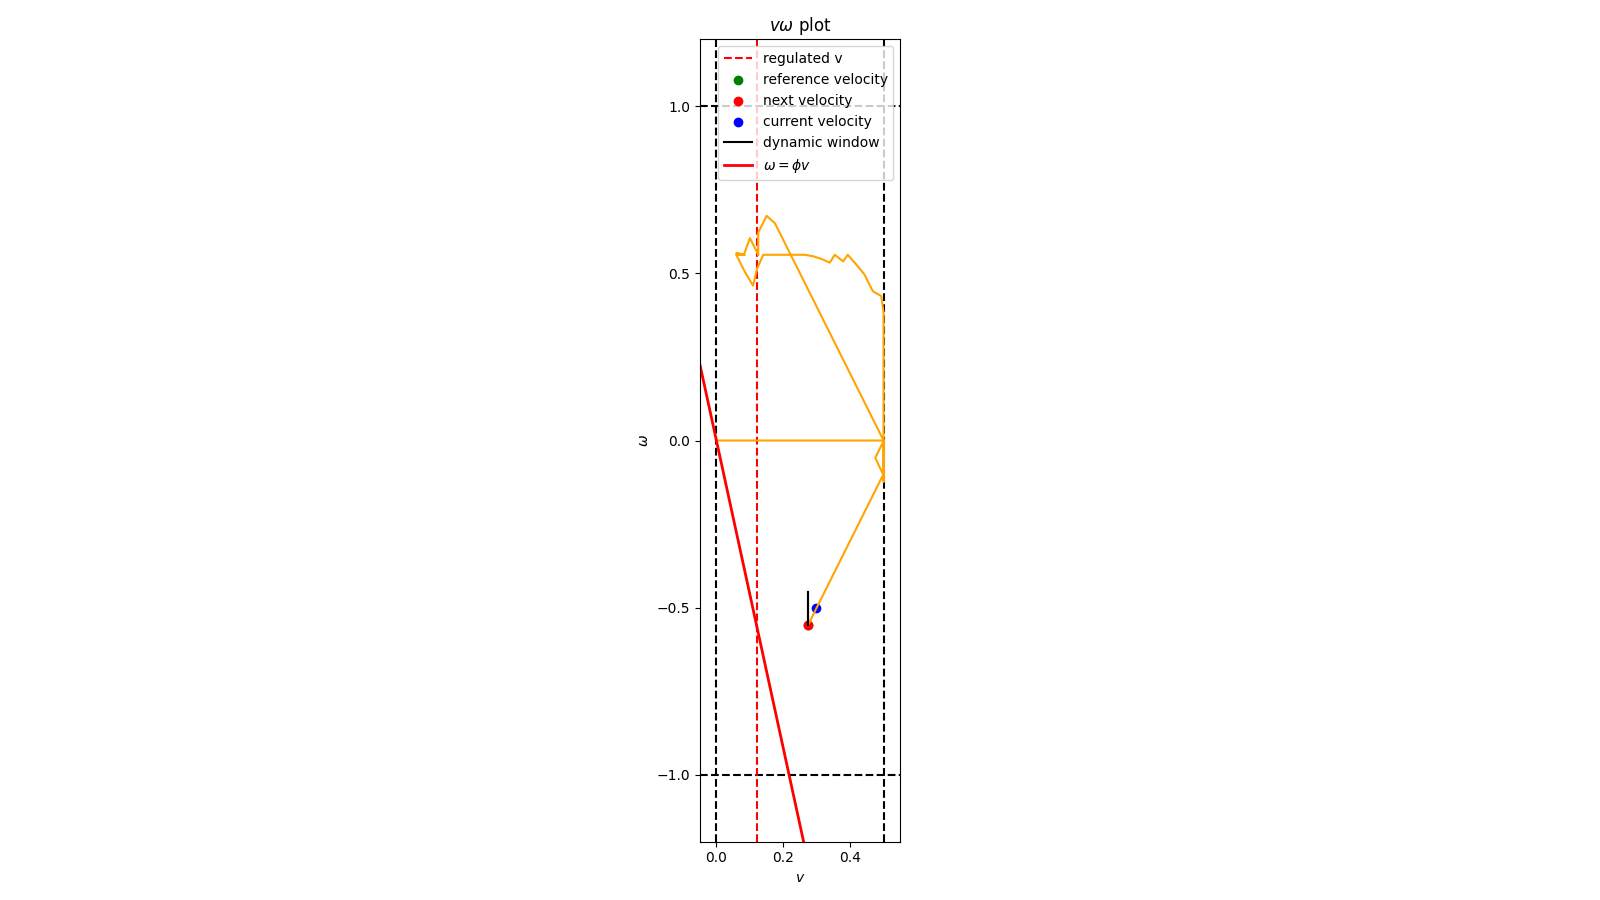 vω plot
regulated v
reference velocity
next velocity
current velocity
dynamic window
ω = ϕv
1.0
0.5
0.0
−0.5
−1.0
ω
0.0 0.2 0.4
v